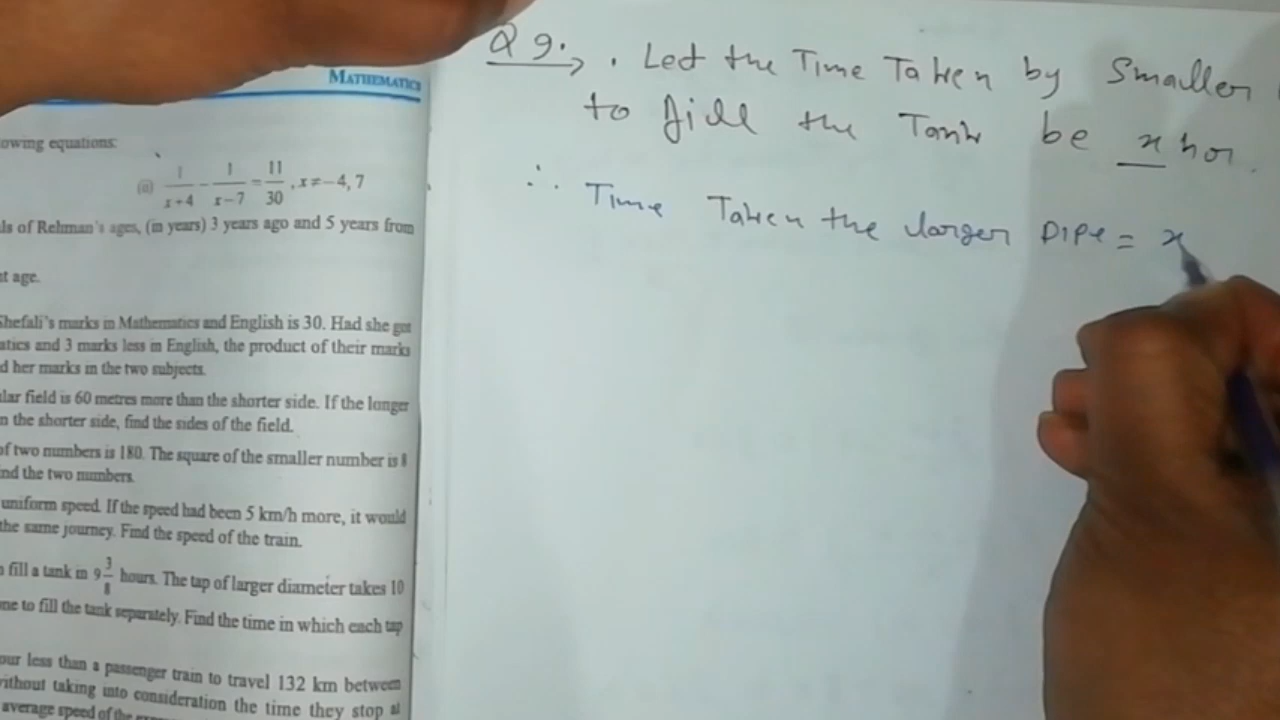 MATHEMATICS
owing equations:
(ii) 1/x+4 - 1/x-7 = 11/30, x≠-4, 7
ls of Rehman's ages, (in years) 3 years ago and 5 years from
nt age.
Shefali's marks in Mathematics and English is 30. Had she got
atics and 3 marks less in English, the product of their marks
d her marks in the two subjects.
ular field is 60 metres more than the shorter side. If the longer
n the shorter side, find the sides of the field.
of two numbers is 180. The square of the smaller number is 8
nd the two numbers.
uniform speed. If the speed had been 5 km/h more, it would
the same journey. Find the speed of the train.
o fill a tank in 9 3/8 hours. The tap of larger diameter takes 10
one to fill the tank separately. Find the time in which each tap
our less than a passenger train to travel 132 km between
without taking into consideration the time they stop at
average speed of the
Q 9. → . Let the Time Taken by Smaller
to fill the Tank be x hor.
∴ Time Taken the larger pipe = x